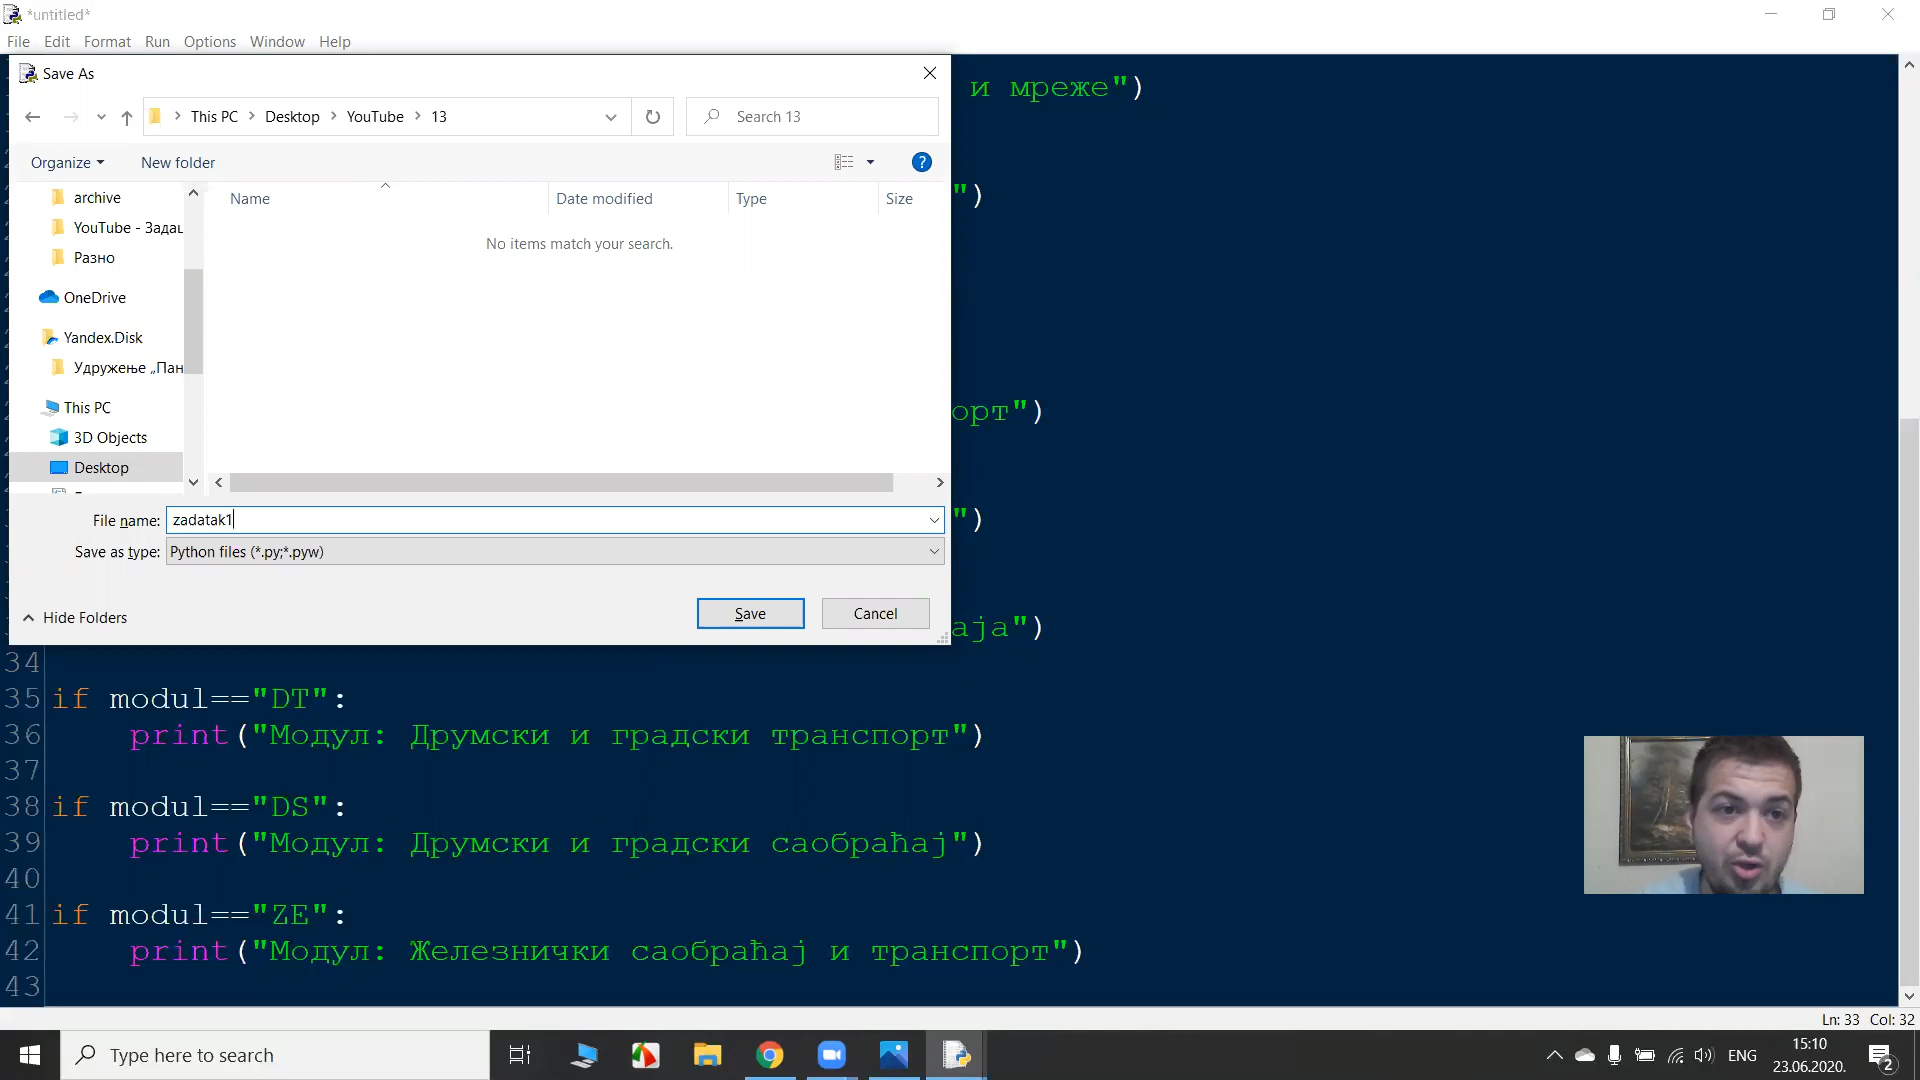 *untitled*
File Edit Format Run Options Window Help
Save As
This PC > Desktop > YouTube > 13
Search 13
Organize
New folder
?
archive
YouTube - Задац
Разно
OneDrive
Yandex.Disk
Удружење „Пан
This PC
3D Objects
Desktop
Name
Date modified
Type
Size
No items match your search.
File name: zadatak1
Save as type: Python files (*.py;*.pyw)
Hide Folders
Save
Cancel
и мреже")
")
орт")
")
аја")
34
35 if modul=="DT":
36 print("Модул: Друмски и градски транспорт")
37
38 if modul=="DS":
39 print("Модул: Друмски и градски саобраћај")
40
41 if modul=="ZE":
42 print("Модул: Железнички саобраћај и транспорт")
43
Ln: 33 Col: 32
Type here to search
ENG
15:10
23.06.2020.
2